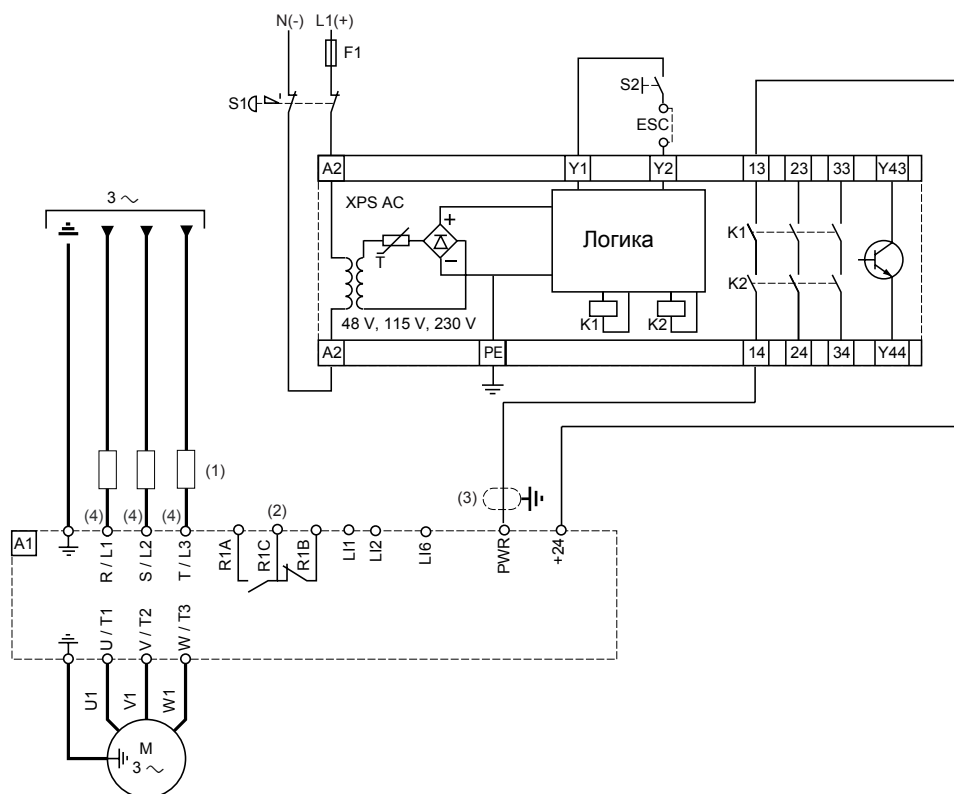 N(-) L1(+)
F1
S1
S2
ESC
A2 Y1 Y2 13 23 33 Y43
XPS AC
+
−
T
Логика
K1
K2
K1 K2
48 V, 115 V, 230 V
A2 PE 14 24 34 Y44
3 ~
(1)
(4) (4) (4) (2) (3)
A1
R / L1
S / L2
T / L3
R1A
R1C
R1B
LI1
LI2
LI6
PWR
+24
U / T1
V / T2
W / T3
U1
V1
W1
M
3 ~